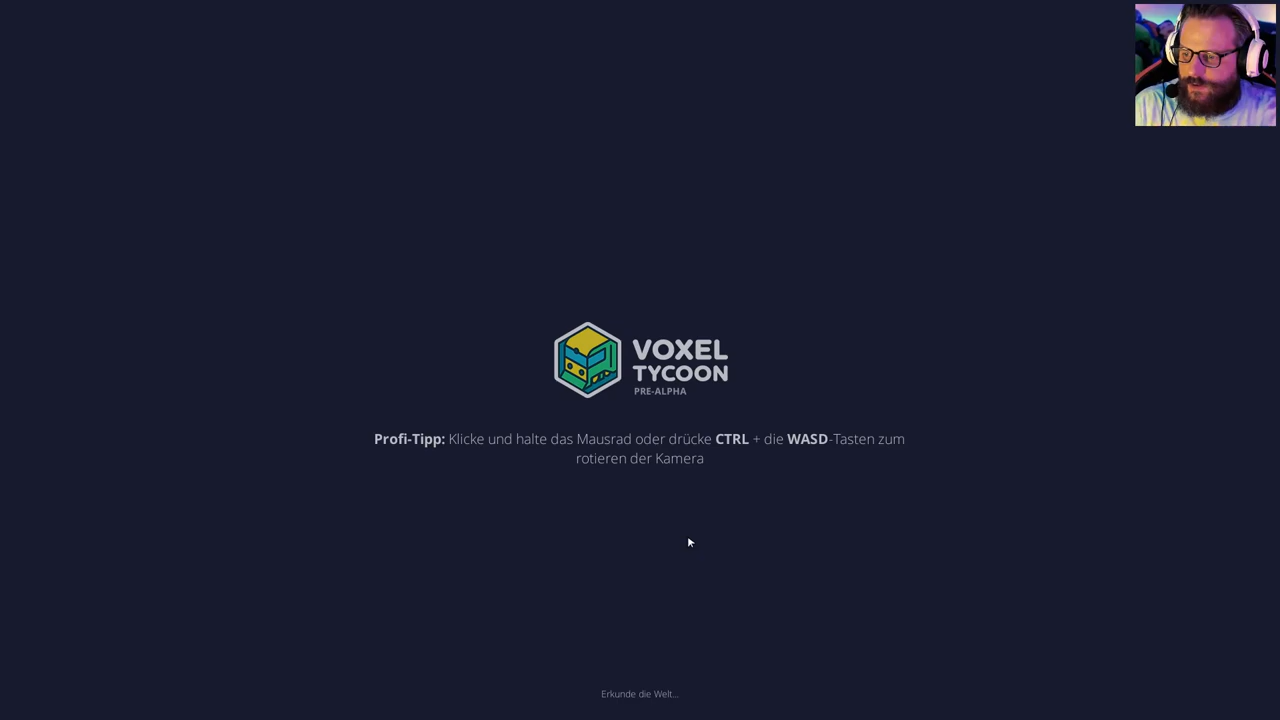 VOXEL
TYCOON
PRE-ALPHA
Profi-Tipp: Klicke und halte das Mausrad oder drücke CTRL + die WASD-Tasten zum
rotieren der Kamera
Erkunde die Welt...